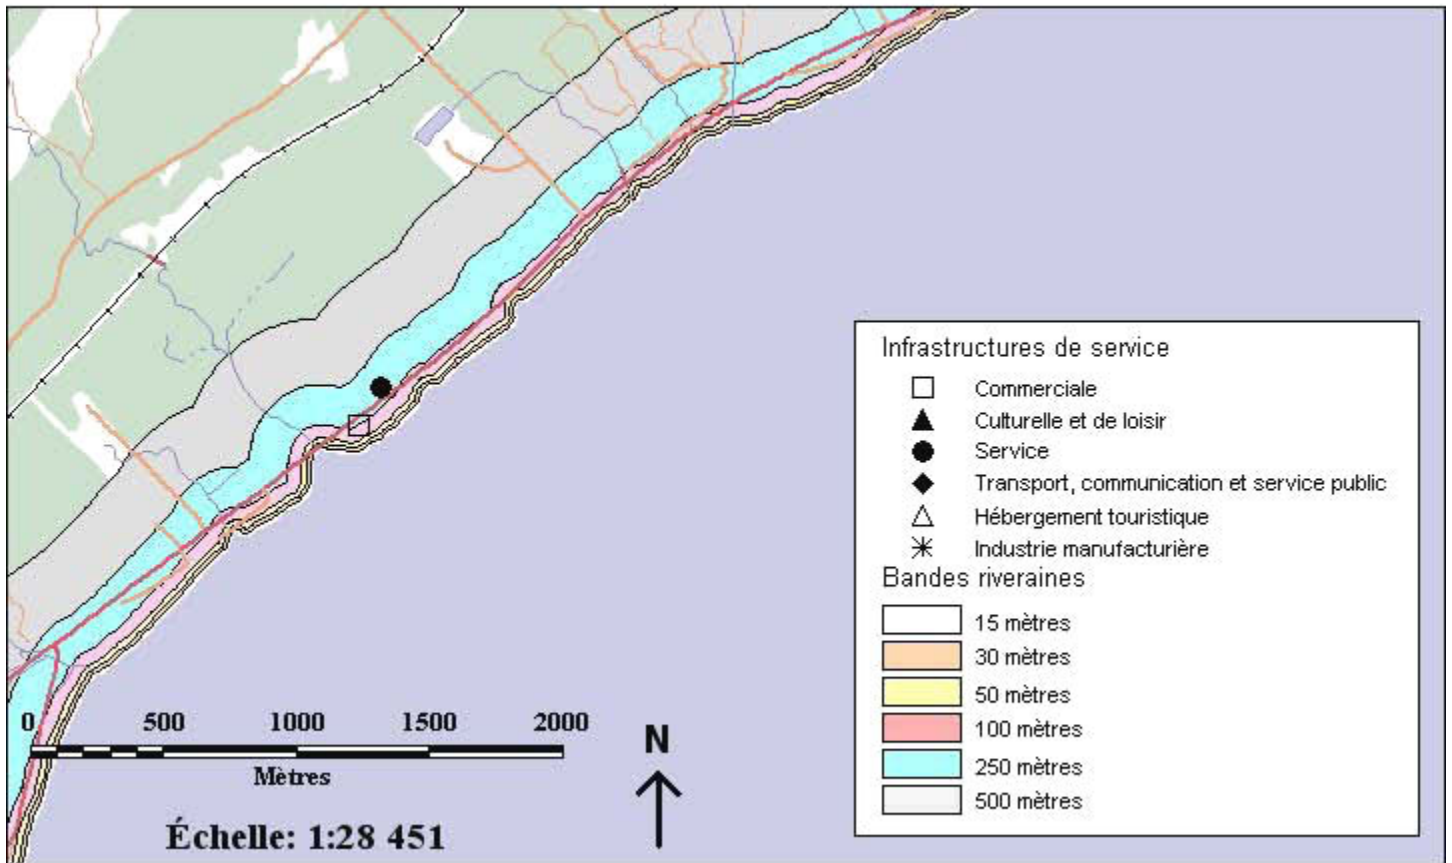 Infrastructures de service
Commerciale
Culturelle et de loisir
Service
Transport, communication et service public
Hébergement touristique
Industrie manufacturière
Bandes riveraines
15 mètres
30 mètres
50 mètres
100 mètres
250 mètres
500 mètres
0 500 1000 1500 2000
Mètres
N
Échelle: 1:28 451